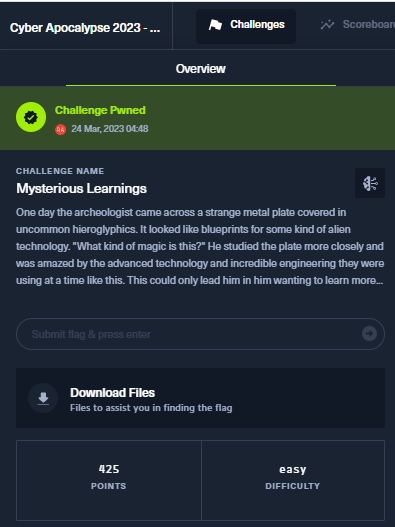 Cyber Apocalypse 2023 - ...
Challenges
Scoreboar
Overview
Challenge Pwned
24 Mar, 2023 04:48
CHALLENGE NAME
Mysterious Learnings
One day the archeologist came across a strange metal plate covered in
uncommon hieroglyphics. It looked like blueprints for some kind of alien
technology. "What kind of magic is this?" He studied the plate more closely and
was amazed by the advanced technology and incredible engineering they were
using at a time like this. This could only lead him in him wanting to learn more...
Submit flag & press enter
Download Files
Files to assist you in finding the flag
425
POINTS
easy
DIFFICULTY